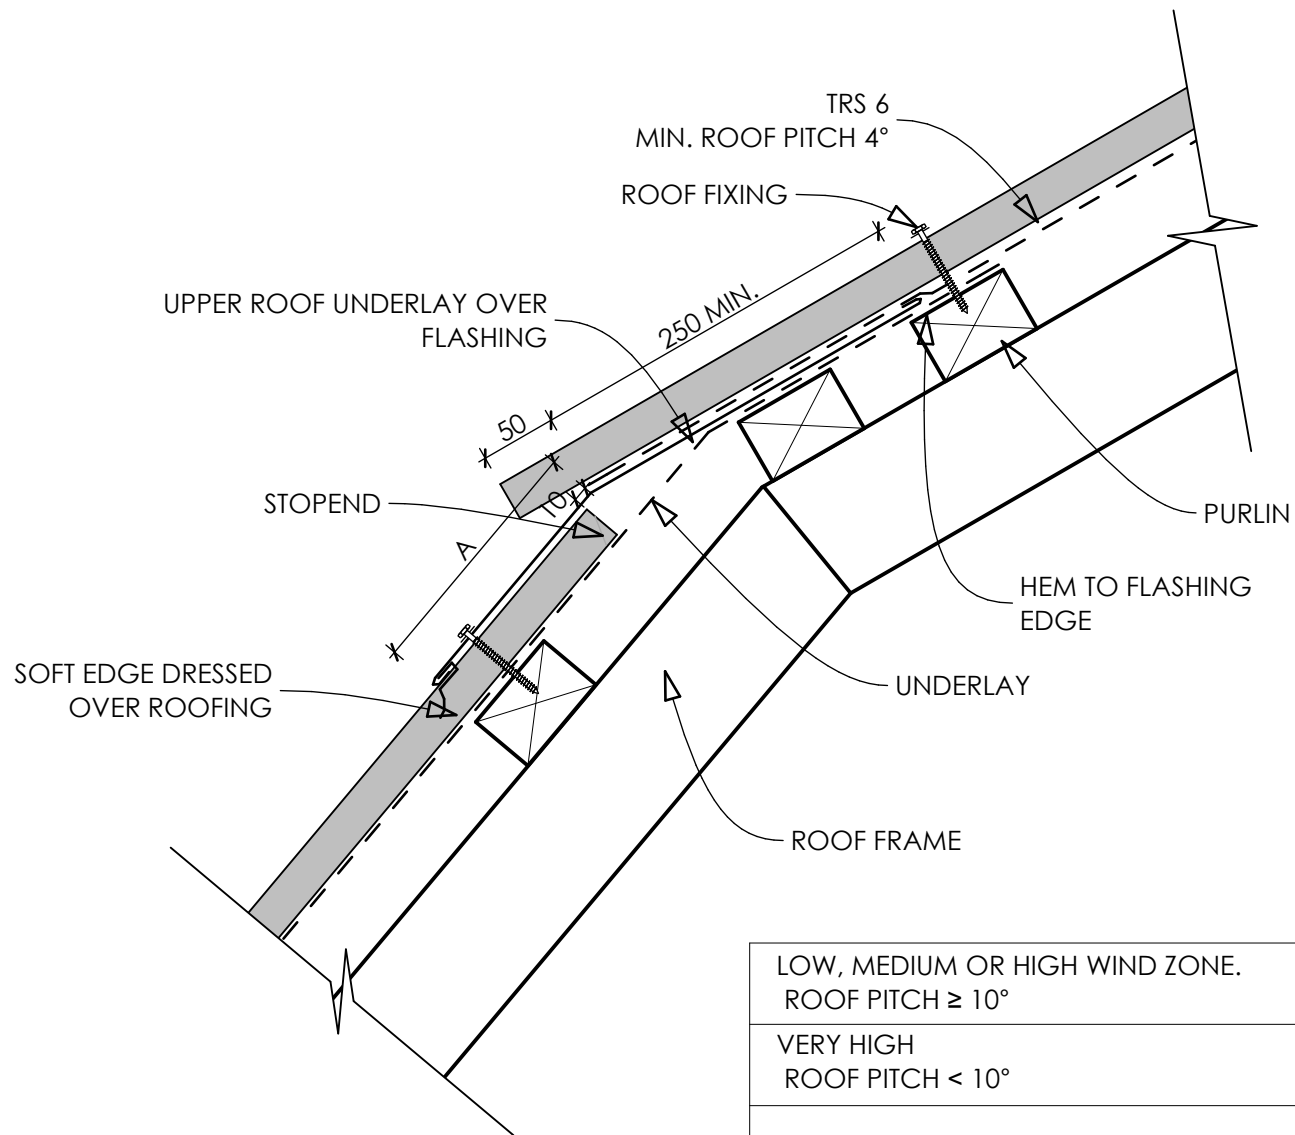 TRS 6
MIN. ROOF PITCH 4°
ROOF FIXING
UPPER ROOF UNDERLAY OVER
FLASHING
250 MIN.
50
10
STOPEND
A
PURLIN
HEM TO FLASHING
EDGE
SOFT EDGE DRESSED
OVER ROOFING
UNDERLAY
ROOF FRAME
LOW, MEDIUM OR HIGH WIND ZONE.
ROOF PITCH ≥ 10°
VERY HIGH
ROOF PITCH < 10°